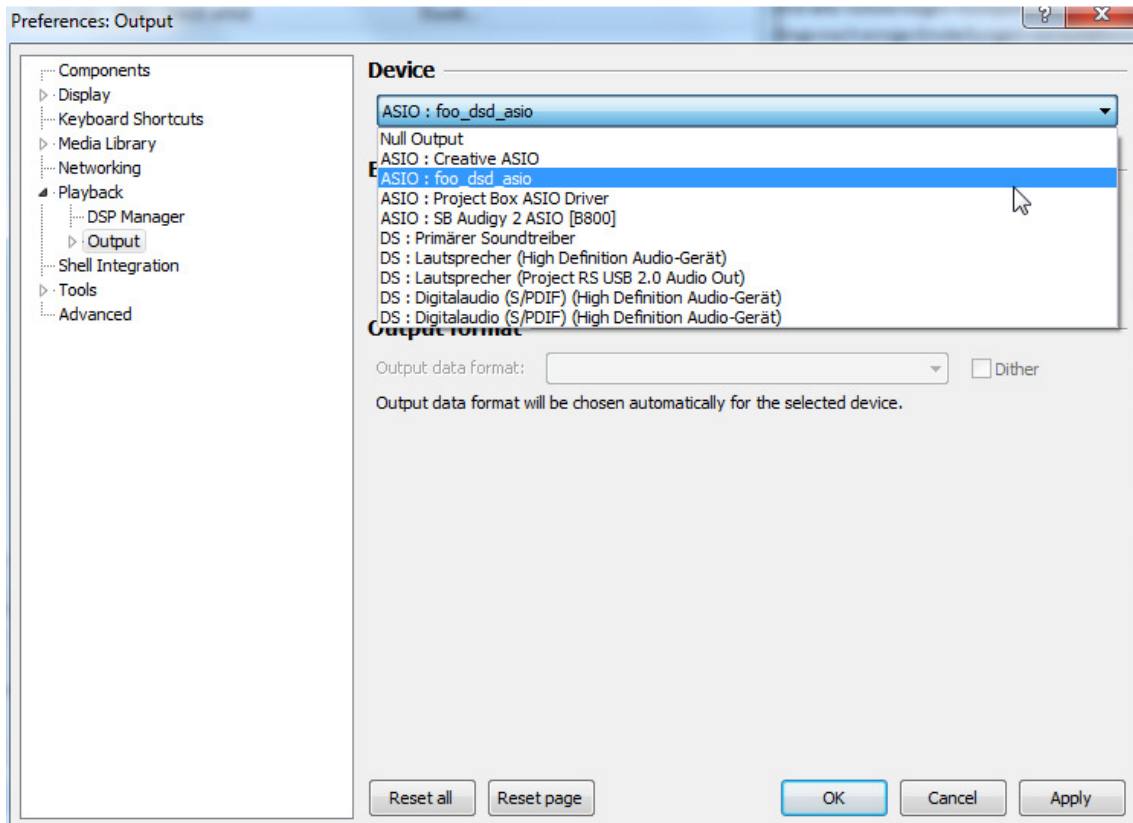 Preferences: Output
Components
Display
Keyboard Shortcuts
Media Library
Networking
Playback
DSP Manager
Output
Shell Integration
Tools
Advanced
Device
ASIO : foo_dsd_asio
Null Output
ASIO : Creative ASIO
ASIO : foo_dsd_asio
ASIO : Project Box ASIO Driver
ASIO : SB Audigy 2 ASIO [B800]
DS : Primärer Soundtreiber
DS : Lautsprecher (High Definition Audio-Gerät)
DS : Lautsprecher (Project RS USB 2.0 Audio Out)
DS : Digitalaudio (S/PDIF) (High Definition Audio-Gerät)
DS : Digitalaudio (S/PDIF) (High Definition Audio-Gerät)
Output format
Output data format:
Dither
Output data format will be chosen automatically for the selected device.
Reset all
Reset page
OK
Cancel
Apply